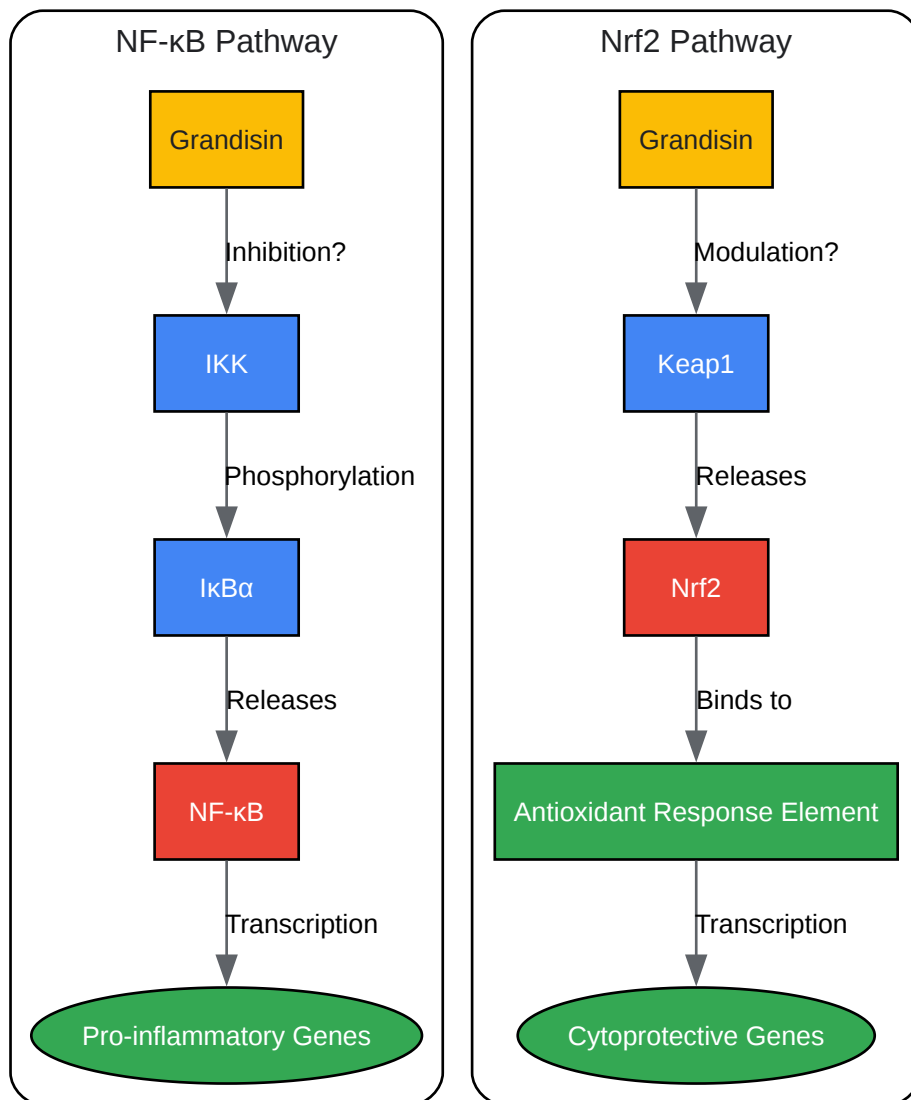 NF-κB Pathway
Grandisin
Inhibition?
IKK
Phosphorylation
IκBα
Releases
NF-κB
Transcription
Pro-inflammatory Genes
Nrf2 Pathway
Grandisin
Modulation?
Keap1
Releases
Nrf2
Binds to
Antioxidant Response Element
Transcription
Cytoprotective Genes